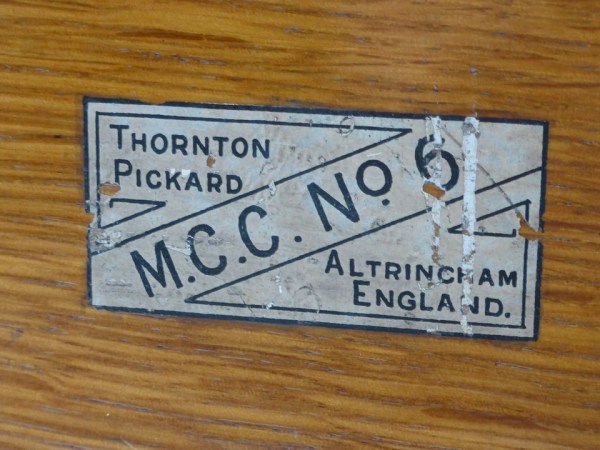 THORNTON
PICKARD
M.C.C. No 6
ALTRINCHAM
ENGLAND.